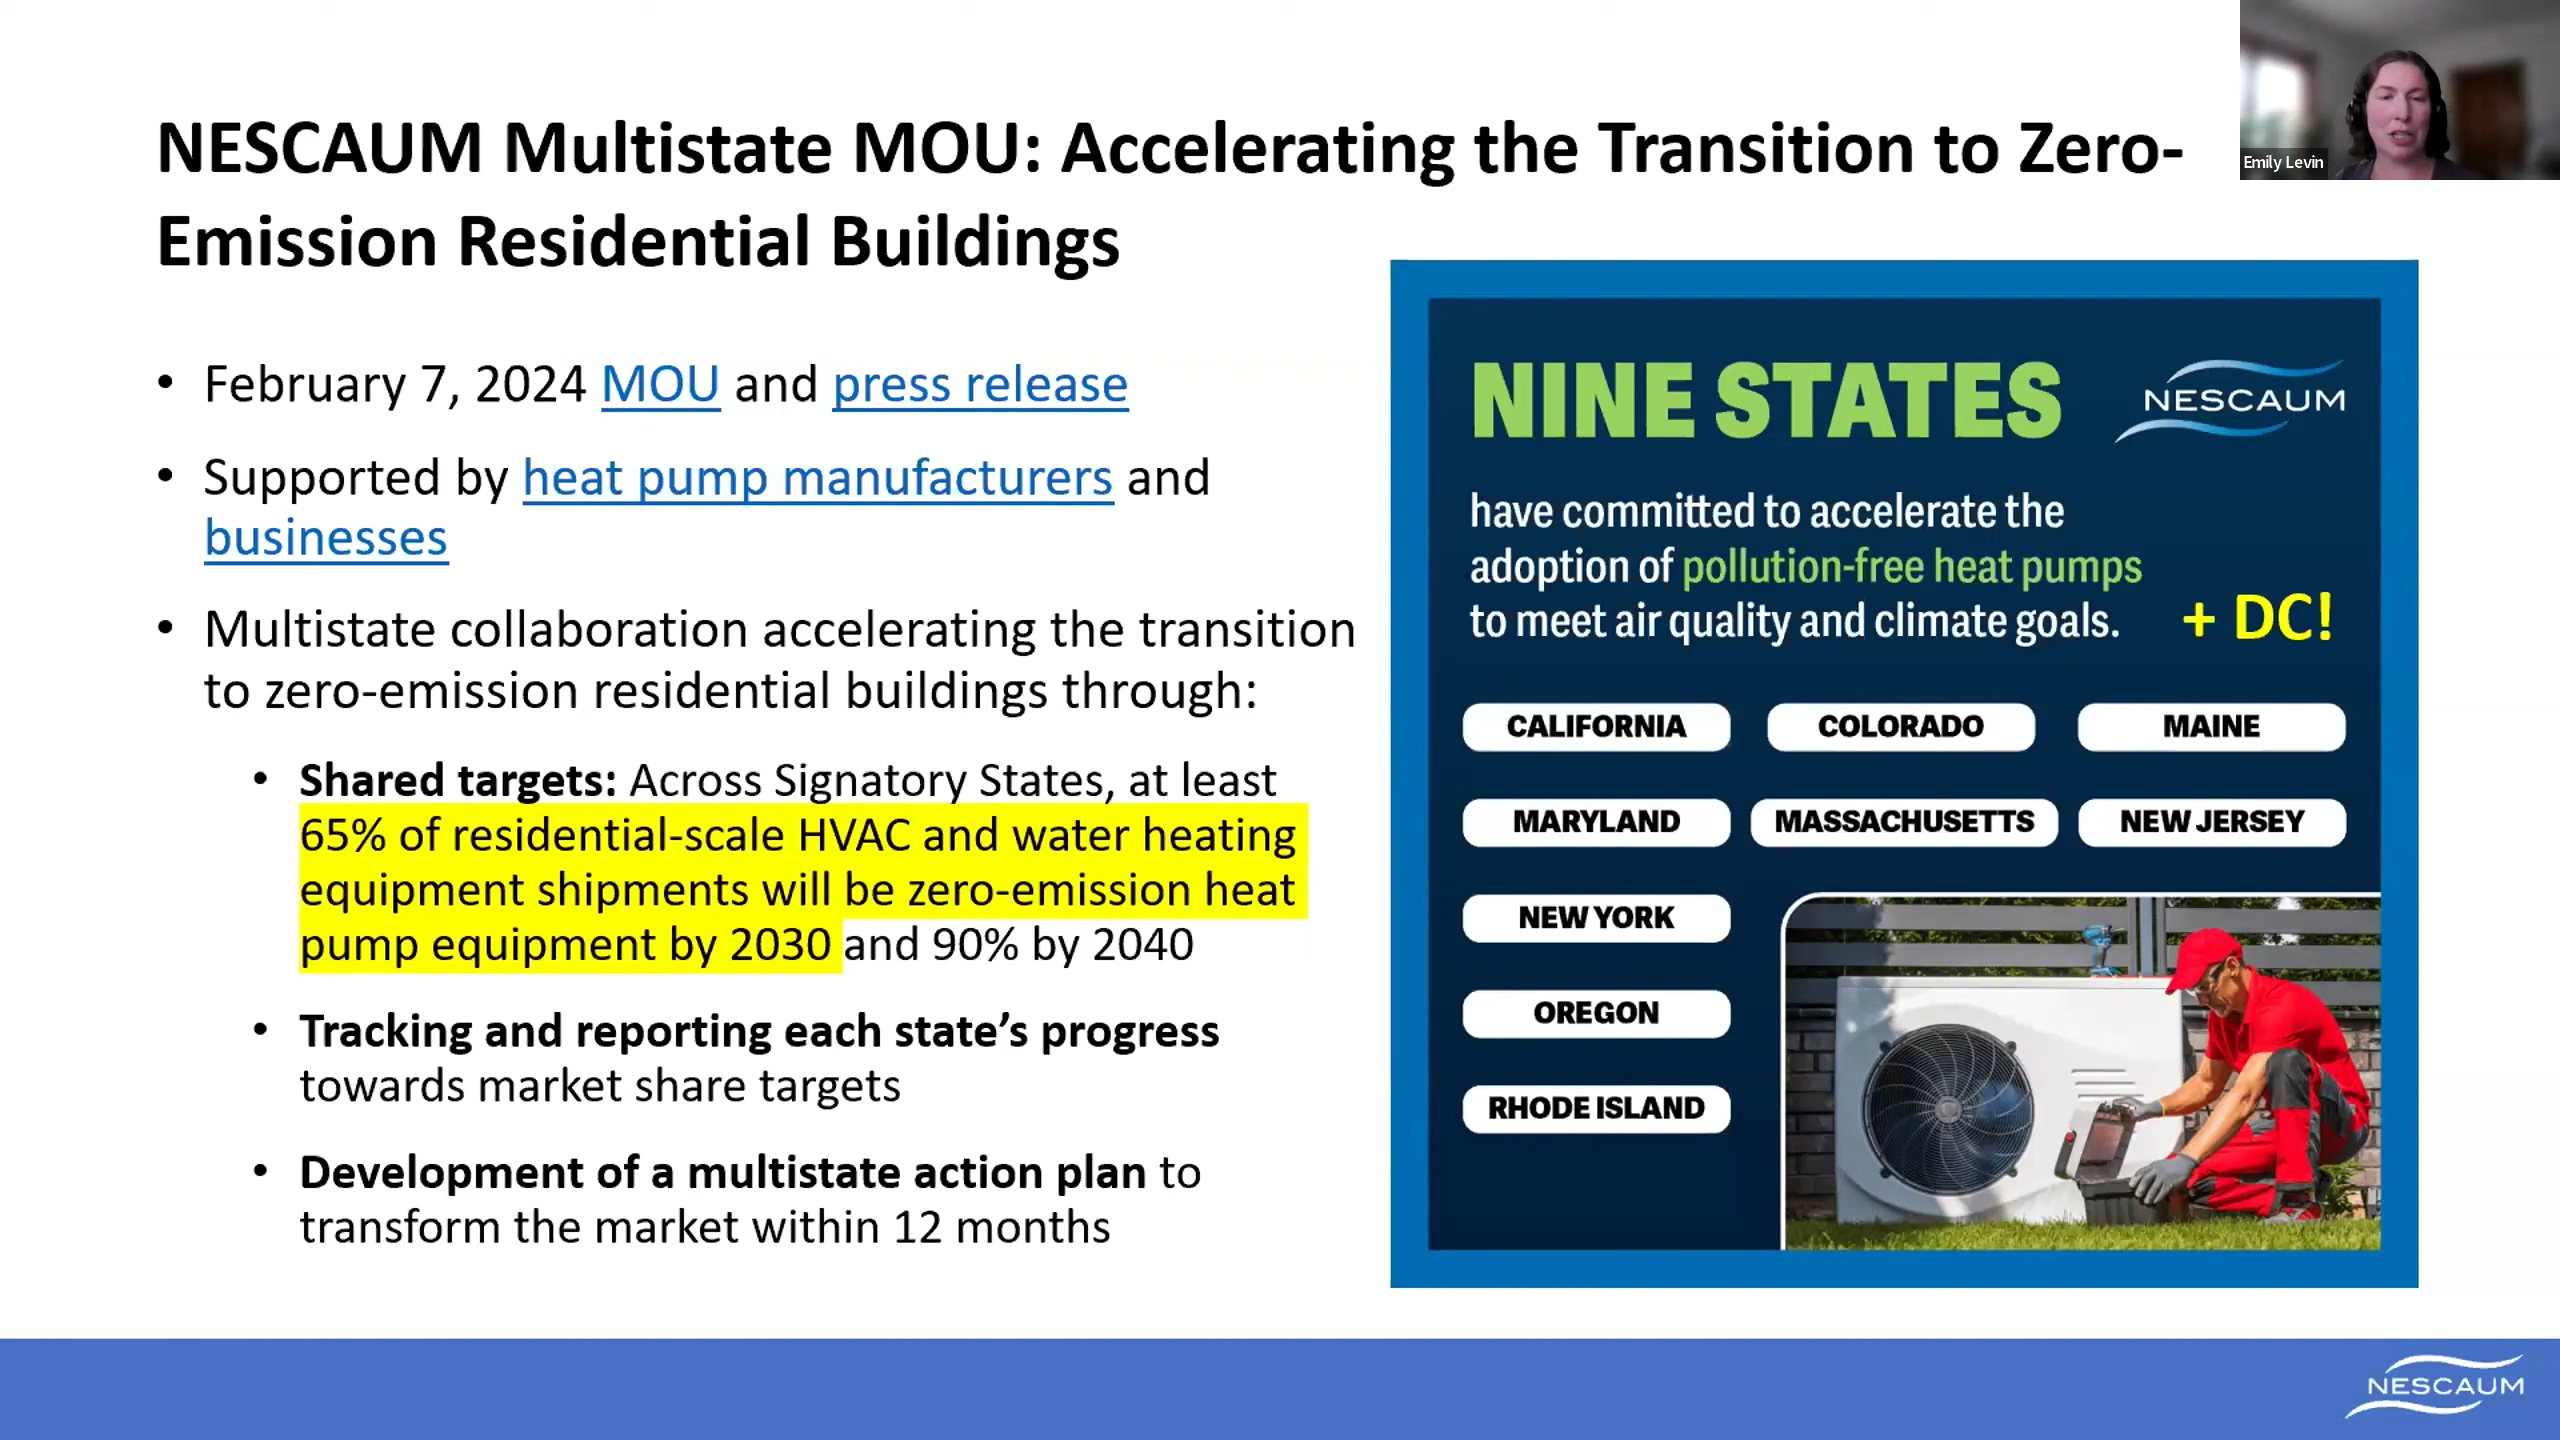 NESCAUM Multistate MOU: Accelerating the Transition to Zero-
Emission Residential Buildings
Emily Levin
• February 7, 2024 MOU and press release
• Supported by heat pump manufacturers and
businesses
• Multistate collaboration accelerating the transition
to zero-emission residential buildings through:
• Shared targets: Across Signatory States, at least
65% of residential-scale HVAC and water heating
equipment shipments will be zero-emission heat
pump equipment by 2030 and 90% by 2040
• Tracking and reporting each state’s progress
towards market share targets
• Development of a multistate action plan to
transform the market within 12 months
NINE STATES
NESCAUM
have committed to accelerate the
adoption of pollution-free heat pumps
to meet air quality and climate goals.
+ DC!
CALIFORNIA
COLORADO
MAINE
MARYLAND
MASSACHUSETTS
NEW JERSEY
NEW YORK
OREGON
RHODE ISLAND
NESCAUM